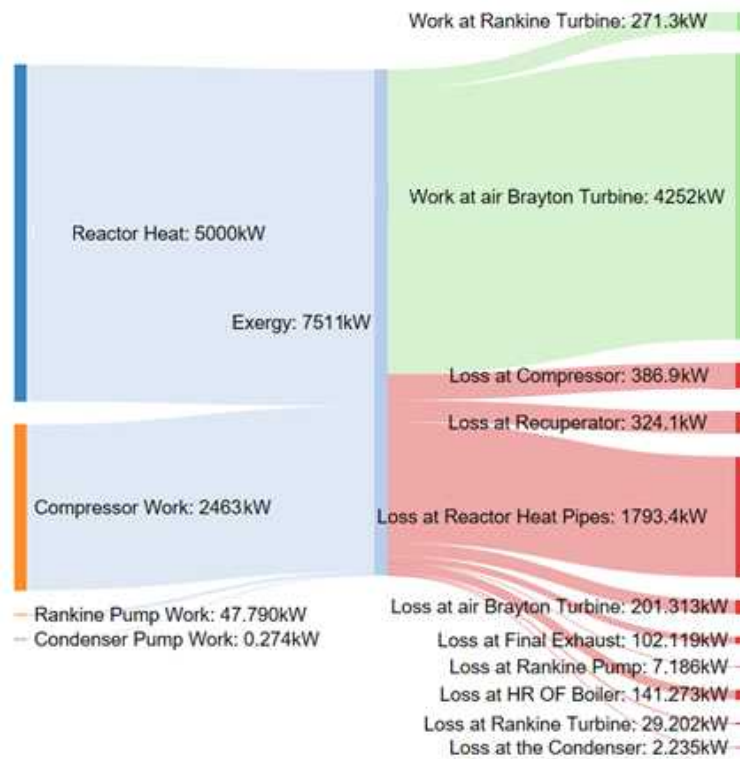 Work at Rankine Turbine: 271.3kW
Work at air Brayton Turbine: 4252kW
Reactor Heat: 5000kW
Exergy: 7511kW
Loss at Compressor: 386.9kW
Loss at Recuperator: 324.1kW
Compressor Work: 2463kW
Loss at Reactor Heat Pipes: 1793.4kW
Loss at air Brayton Turbine: 201.313kW
Rankine Pump Work: 47.790kW
Condenser Pump Work: 0.274kW
Loss at Final Exhaust: 102.119kW
Loss at Rankine Pump: 7.186kW
Loss at HR OF Boiler: 141.273kW
Loss at Rankine Turbine: 29.202kW
Loss at the Condenser: 2.235kW